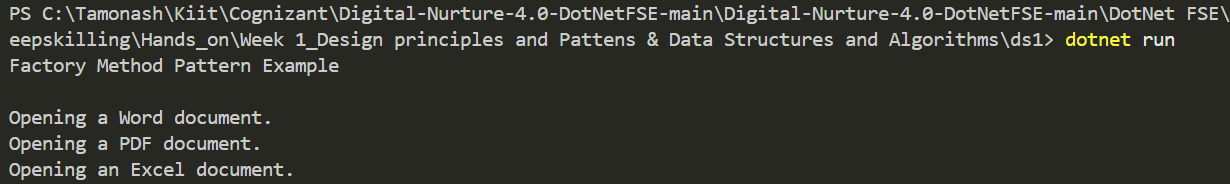 PS C:\Tamonash\Kiit\Cognizant\Digital-Nurture-4.0-DotNetFSE-main\Digital-Nurture-4.0-DotNetFSE-main\DotNet FSE\
eepskilling\Hands_on\Week 1_Design principles and Pattens & Data Structures and Algorithms\ds1> dotnet run
Factory Method Pattern Example
Opening a Word document.
Opening a PDF document.
Opening an Excel document.